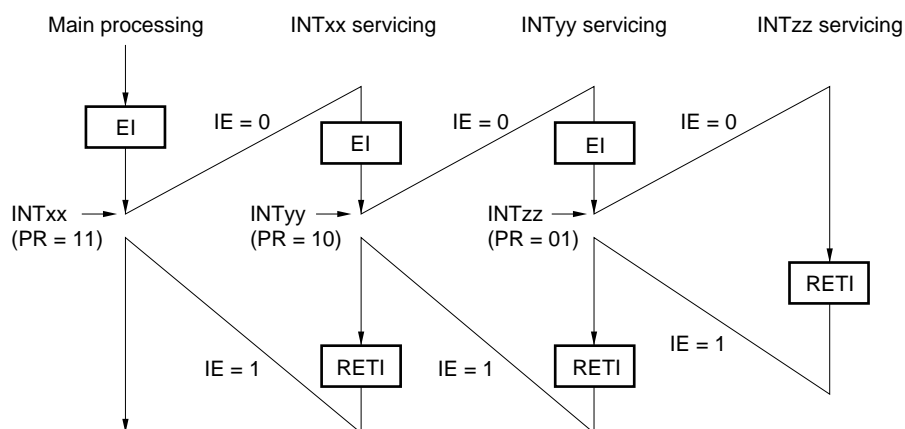 Main processing INTxx servicing INTyy servicing INTzz servicing
IE = 0 IE = 0 IE = 0
EI EI EI
INTxx INTyy INTzz
(PR = 11) (PR = 10) (PR = 01)
RETI
IE = 1 RETI IE = 1 RETI IE = 1